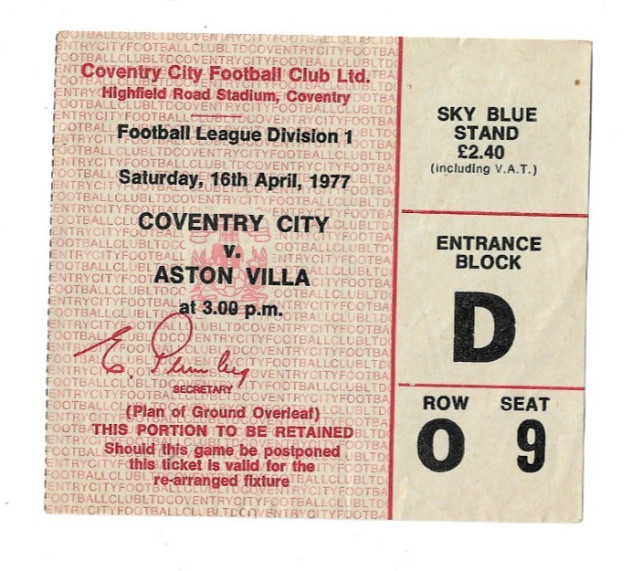 Coventry City Football Club Ltd.
Highfield Road Stadium, Coventry
Football League Division 1
Saturday, 16th April, 1977
COVENTRY CITY
v.
ASTON VILLA
at 3.00 p.m.
E. Plumley
SECRETARY
(Plan of Ground Overleaf)
THIS PORTION TO BE RETAINED
Should this game be postponed
this ticket is valid for the
re-arranged fixture
SKY BLUE
STAND
£2.40
(including V.A.T.)
ENTRANCE
BLOCK
D
ROW SEAT
O 9